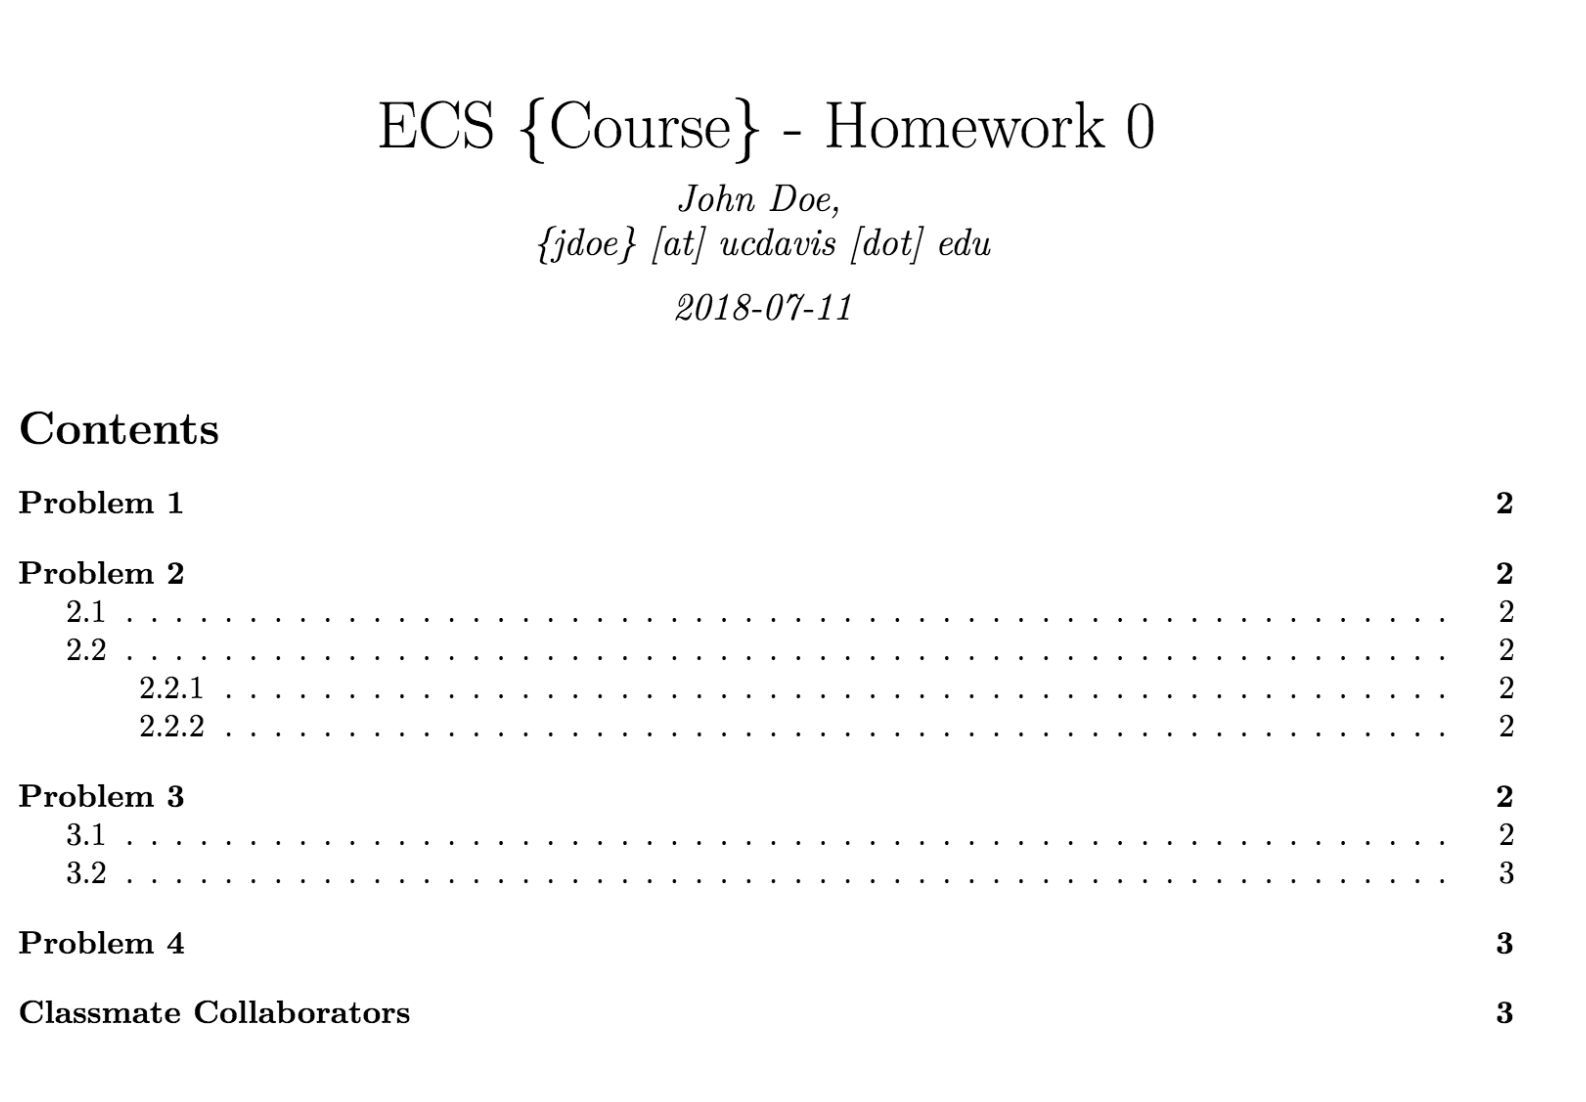 ECS {Course} - Homework 0
John Doe,
{jdoe} [at] ucdavis [dot] edu
2018-07-11
Contents
Problem 1 2
Problem 2 2
2.1 . . . . . . . . . . . . . . . . . . . . . . . . . . . . . . . . . . . . . . . . . . . . . . . . . . . . . . 2
2.2 . . . . . . . . . . . . . . . . . . . . . . . . . . . . . . . . . . . . . . . . . . . . . . . . . . . . . . 2
2.2.1 . . . . . . . . . . . . . . . . . . . . . . . . . . . . . . . . . . . . . . . . . . . . . . . . . . 2
2.2.2 . . . . . . . . . . . . . . . . . . . . . . . . . . . . . . . . . . . . . . . . . . . . . . . . . . 2
Problem 3 2
3.1 . . . . . . . . . . . . . . . . . . . . . . . . . . . . . . . . . . . . . . . . . . . . . . . . . . . . . . 2
3.2 . . . . . . . . . . . . . . . . . . . . . . . . . . . . . . . . . . . . . . . . . . . . . . . . . . . . . . 3
Problem 4 3
Classmate Collaborators 3